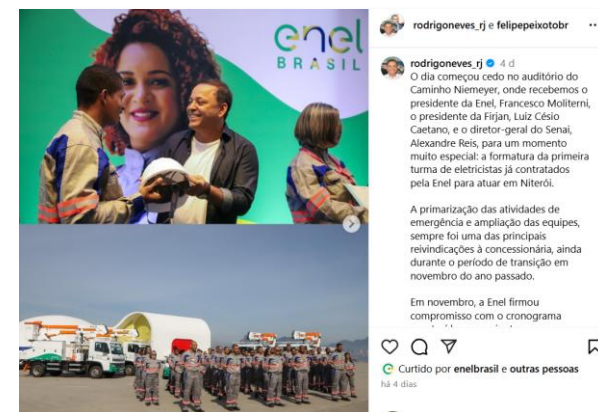 enel
BRASIL
rodrigoneves_rj e felipepeixotobr
rodrigoneves_rj 4 d
O dia começou cedo no auditório do
Caminho Niemeyer, onde recebemos o
presidente da Enel, Francesco Moliterni,
o presidente da Firjan, Luiz Césio
Caetano, e o diretor-geral do Senai,
Alexandre Reis, para um momento
muito especial: a formatura da primeira
turma de eletricistas já contratados
pela Enel para atuar em Niterói.
A primarização das atividades de
emergência e ampliação das equipes,
sempre foi uma das principais
reivindicações à concessionária, ainda
durante o período de transição em
novembro do ano passado.
Em novembro, a Enel firmou
compromisso com o cronograma
Curtido por enelbrasil e outras pessoas
há 4 dias